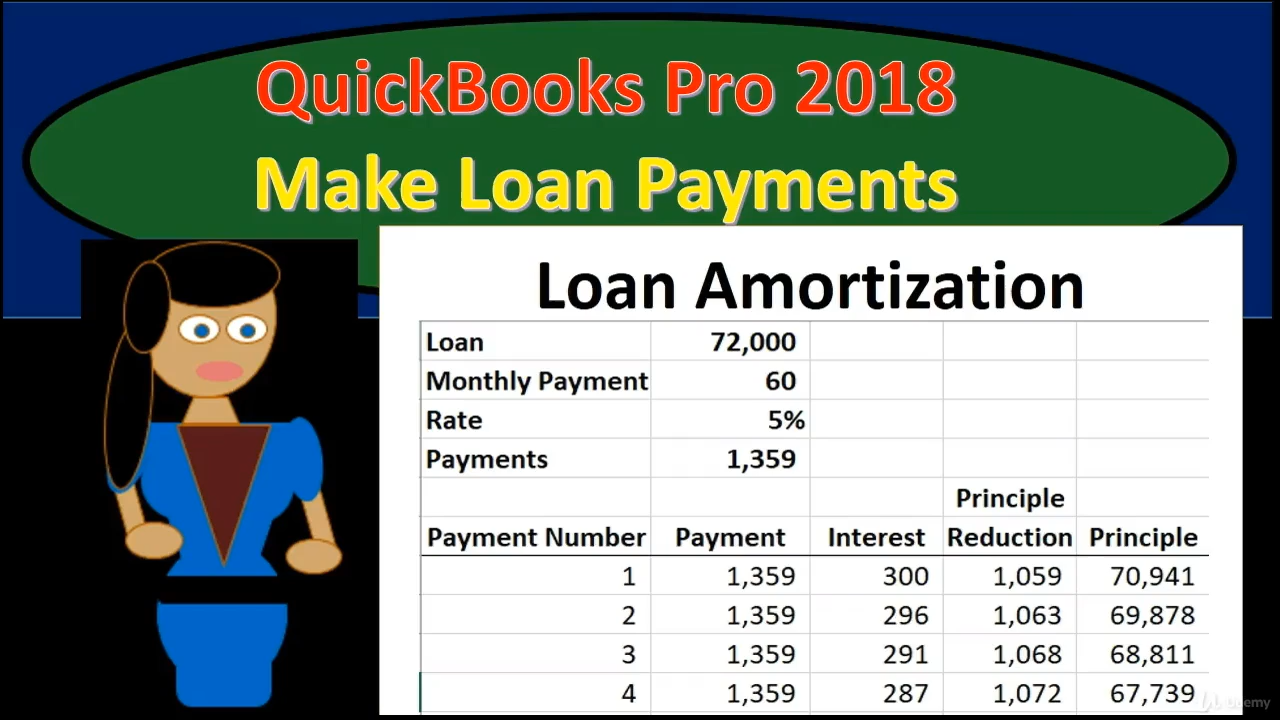 QuickBooks Pro 2018
Make Loan Payments
Loan Amortization
Loan 72,000
Monthly Payment 60
Rate 5%
Payments 1,359
Principle
Payment Number Payment Interest Reduction Principle
1 1,359 300 1,059 70,941
2 1,359 296 1,063 69,878
3 1,359 291 1,068 68,811
4 1,359 287 1,072 67,739
Udemy